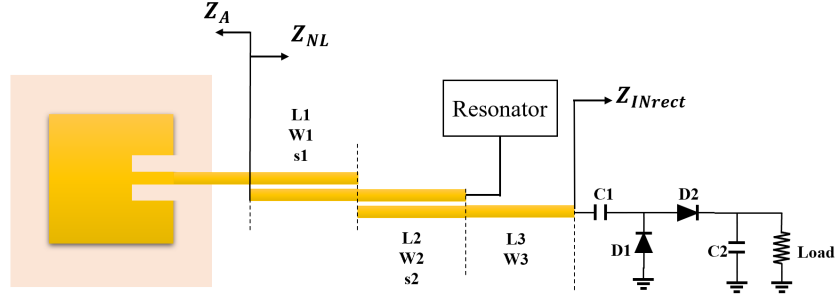 Z_A
Z_NL
L1
W1
s1
Resonator
Z_INrect
L2
W2
s2
L3
W3
C1
D2
D1
C2
Load